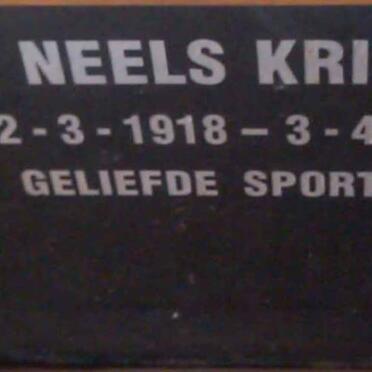 NEELS KRI
2-3-1918 – 3-4
GELIEFDE SPORT